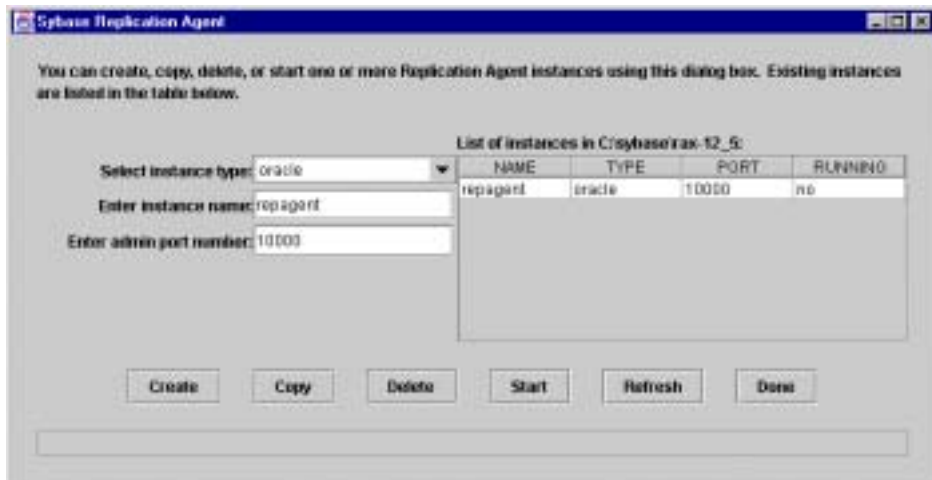 Sybase Replication Agent
You can create, copy, delete, or start one or more Replication Agent instances using this dialog box. Existing instances
are listed in the table below.
List of instances in C:\sybase\rax-12_5:
Select instance type: oracle
NAME TYPE PORT RUNNING
repagent oracle 10000 no
Enter instance name: repagent
Enter admin port number: 10000
Create Copy Delete Start Refresh Done